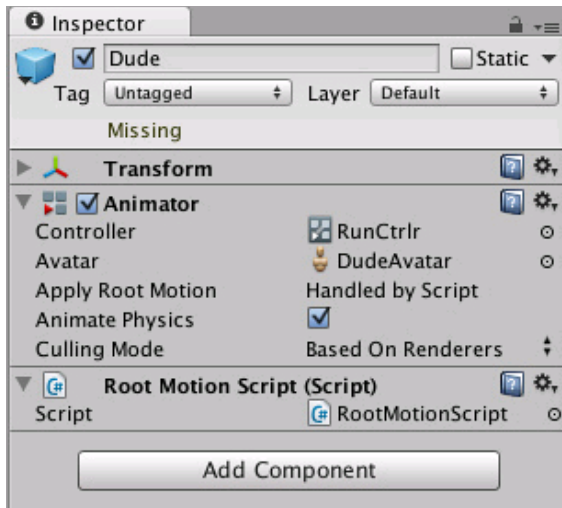 Inspector
Dude Static
Tag Untagged Layer Default
Missing
Transform
Animator
Controller RunCtrlr
Avatar DudeAvatar
Apply Root Motion Handled by Script
Animate Physics
Culling Mode Based On Renderers
Root Motion Script (Script)
Script RootMotionScript
Add Component